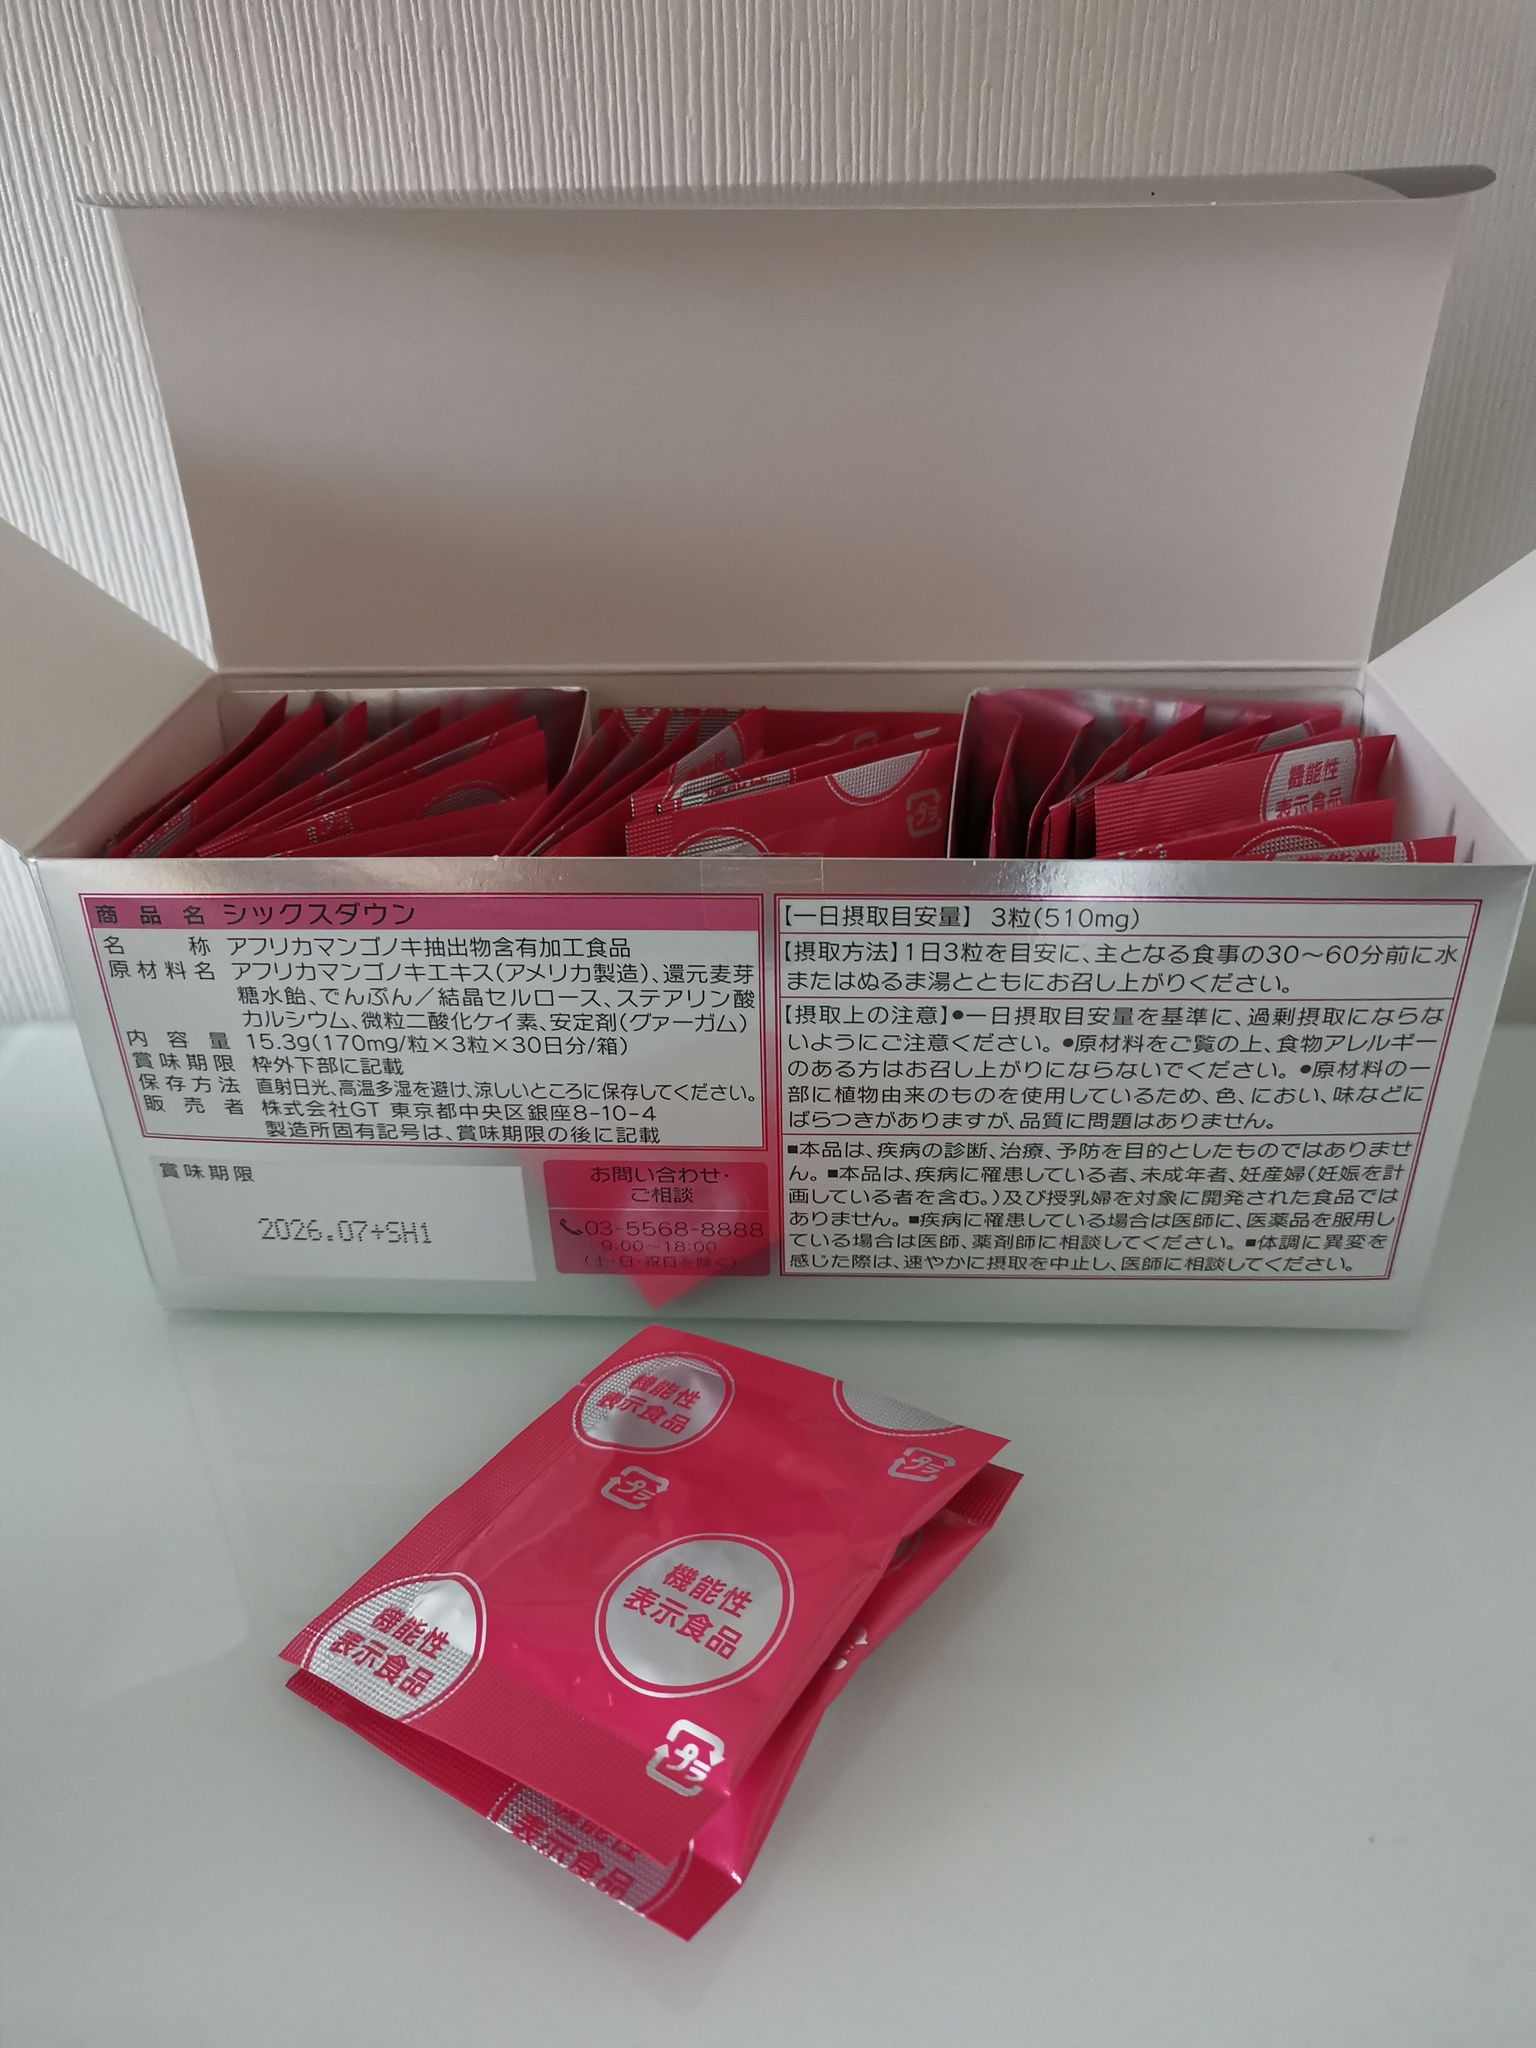 機能性
表示食品
プラ
商品名 シックスダウン
名称 アフリカマンゴノキ抽出物含有加工食品
原材料名 アフリカマンゴノキエキス(アメリカ製造)、還元麦芽
糖水飴、でんぷん/結晶セルロース、ステアリン酸
カルシウム、微粒二酸化ケイ素、安定剤(グァーガム)
内容量 15.3g(170mg/粒×3粒×30日分/箱)
賞味期限 枠外下部に記載
保存方法 直射日光、高温多湿を避け、涼しいところに保存してください。
販売者 株式会社GT 東京都中央区銀座8-10-4
製造所固有記号は、賞味期限の後に記載
賞味期限
2026.07+SH1
お問い合わせ・
ご相談
03-5568-8888
9:00〜18:00
(土・日・祝日を除く)
【一日摂取目安量】 3粒(510mg)
【摂取方法】1日3粒を目安に、主となる食事の30〜60分前に水
またはぬるま湯とともにお召し上がりください。
【摂取上の注意】●一日摂取目安量を基準に、過剰摂取にならな
いようにご注意ください。●原材料をご覧の上、食物アレルギー
のある方はお召し上がりにならないでください。●原材料の一
部に植物由来のものを使用しているため、色、におい、味などに
ばらつきがありますが、品質に問題はありません。
■本品は、疾病の診断、治療、予防を目的としたものではありませ
ん。■本品は、疾病に罹患している者、未成年者、妊産婦(妊娠を計
画している者を含む。)及び授乳婦を対象に開発された食品では
ありません。■疾病に罹患している場合は医師に、医薬品を服用し
ている場合は医師、薬剤師に相談してください。■体調に異変を
感じた際は、速やかに摂取を中止し、医師に相談してください。
機能性
表示食品
プラ
プラ
機能性
表示食品
機能性
表示食品
プラ
表示食品